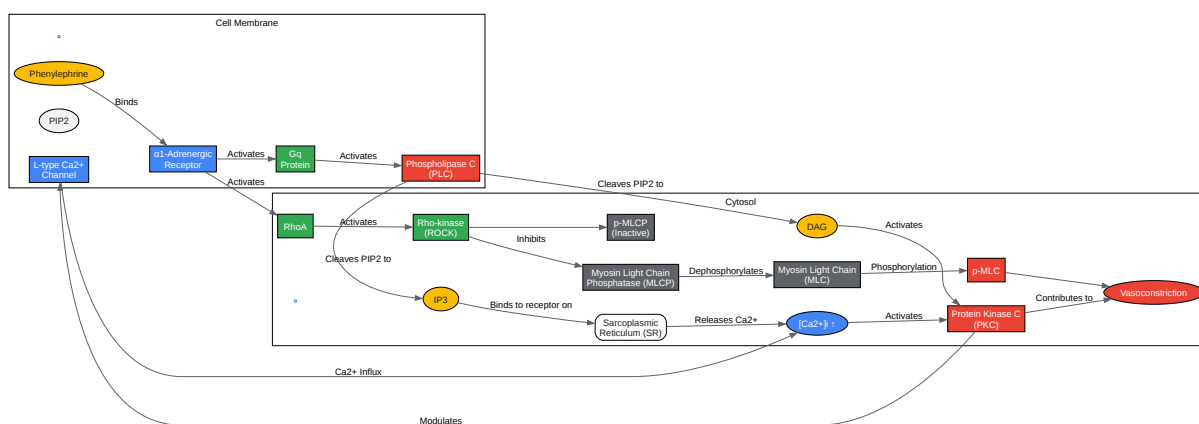 Cell Membrane
Phenylephrine
Binds
PIP2
L-type Ca2+
Channel
α1-Adrenergic
Receptor
Activates
Gq
Protein
Activates
Phospholipase C
(PLC)
Activates
Cleaves PIP2 to
Cytosol
RhoA
Activates
Rho-kinase
(ROCK)
p-MLCP
(Inactive)
DAG
Activates
Inhibits
Cleaves PIP2 to
Myosin Light Chain
Phosphatase (MLCP)
Dephosphorylates
Myosin Light Chain
(MLC)
Phosphorylation
p-MLC
Vasoconstriction
IP3
Binds to receptor on
Sarcoplasmic
Reticulum (SR)
Releases Ca2+
[Ca2+]i ↑
Activates
Protein Kinase C
(PKC)
Contributes to
Ca2+ Influx
Modulates